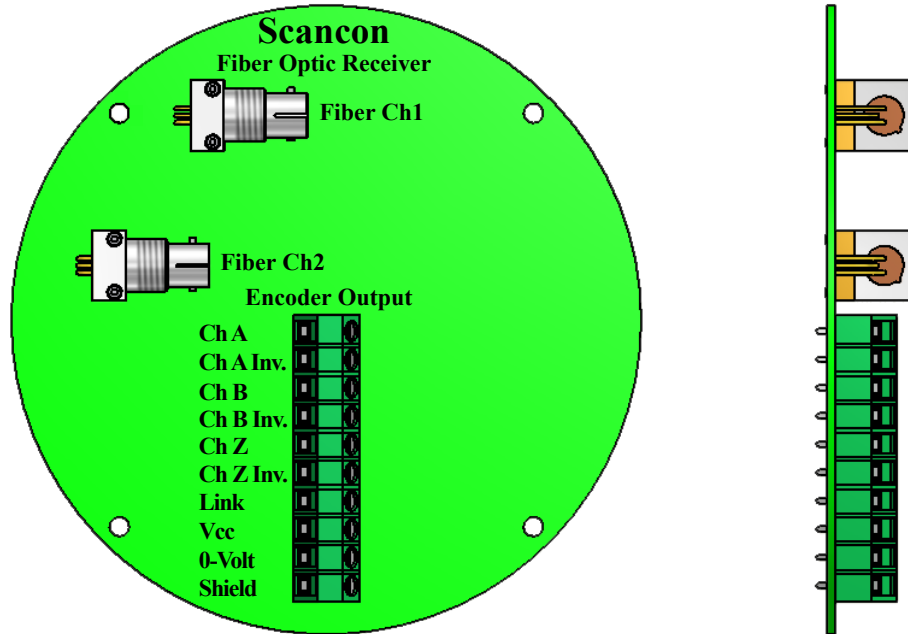 Scancon
Fiber Optic Receiver
Fiber Ch1
Fiber Ch2
Encoder Output
Ch A
Ch A Inv.
Ch B
Ch B Inv.
Ch Z
Ch Z Inv.
Link
Vcc
0-Volt
Shield